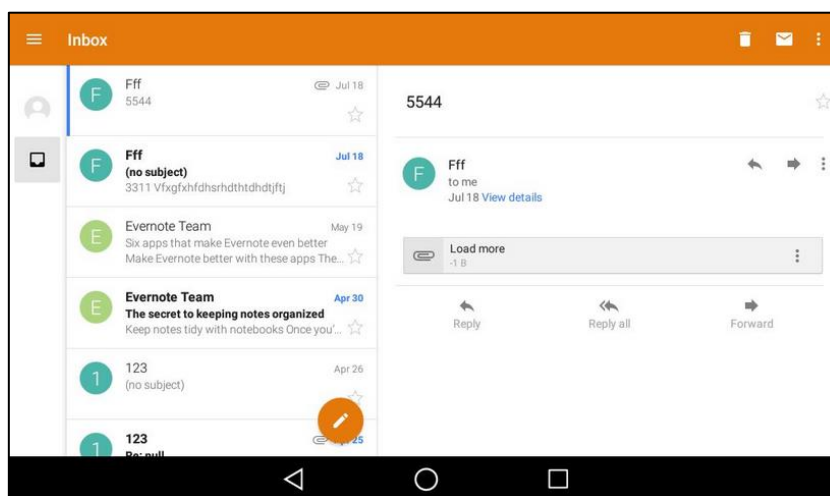 Inbox
F
Fff
Jul 18
5544
F
Fff
Jul 18
(no subject)
3311 Vfxgfxhfdhsrhdthtdhdtjftj
E
Evernote Team
May 19
Six apps that make Evernote even better
Make Evernote better with these apps The...
E
Evernote Team
Apr 30
The secret to keeping notes organized
Keep notes tidy with notebooks Once you'...
1
123
Apr 26
(no subject)
1
123
25
Re: null
5544
F
Fff
to me
Jul 18 View details
Load more
-1 B
Reply
Reply all
Forward